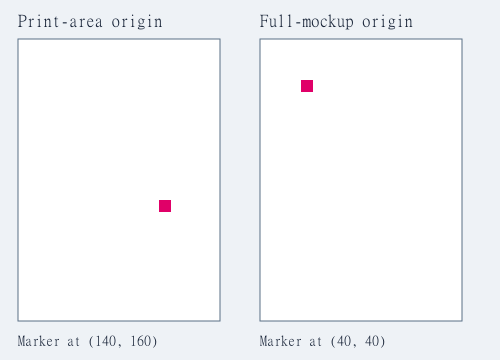 Print-area origin
Full-mockup origin
Marker at (140, 160)
Marker at (40, 40)